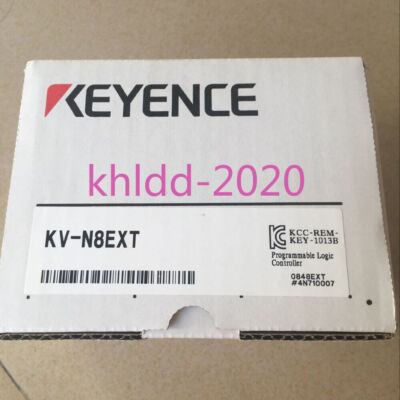 KEYENCE
khldd-2020
KV-N8EXT
KCC-REM-
KEY-1013B
Programmable Logic
Controller
0848EXT
#4N710007